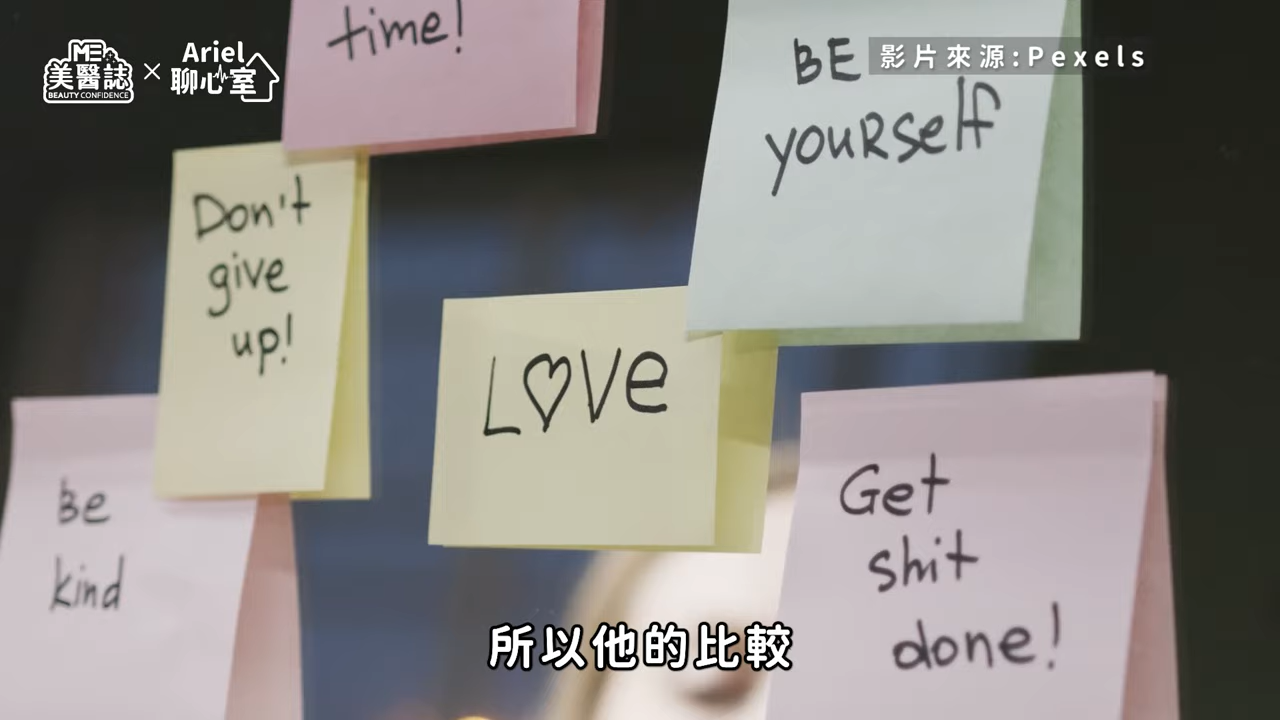 ME
美醫誌
BEAUTY CONFIDENCE
×
Ariel
聊心室
影片來源:Pexels
time!
BE
yourself
Don't
give
up!
LOVE
Be
kind
Get
shit
done!
所以他的比較